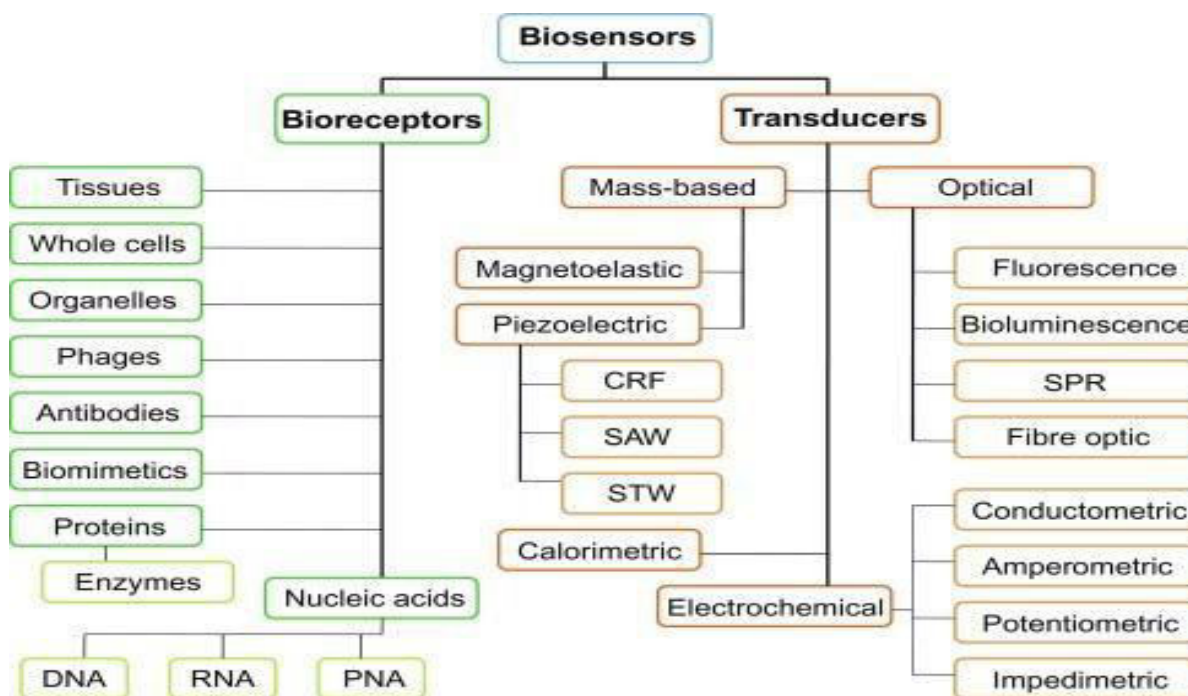 Biosensors
Bioreceptors
Transducers
Tissues
Whole cells
Organelles
Phages
Antibodies
Biomimetics
Proteins
Enzymes
Nucleic acids
DNA
RNA
PNA
Mass-based
Magnetoelastic
Piezoelectric
CRF
SAW
STW
Calorimetric
Electrochemical
Optical
Fluorescence
Bioluminescence
SPR
Fibre optic
Conductometric
Amperometric
Potentiometric
Impedimetric